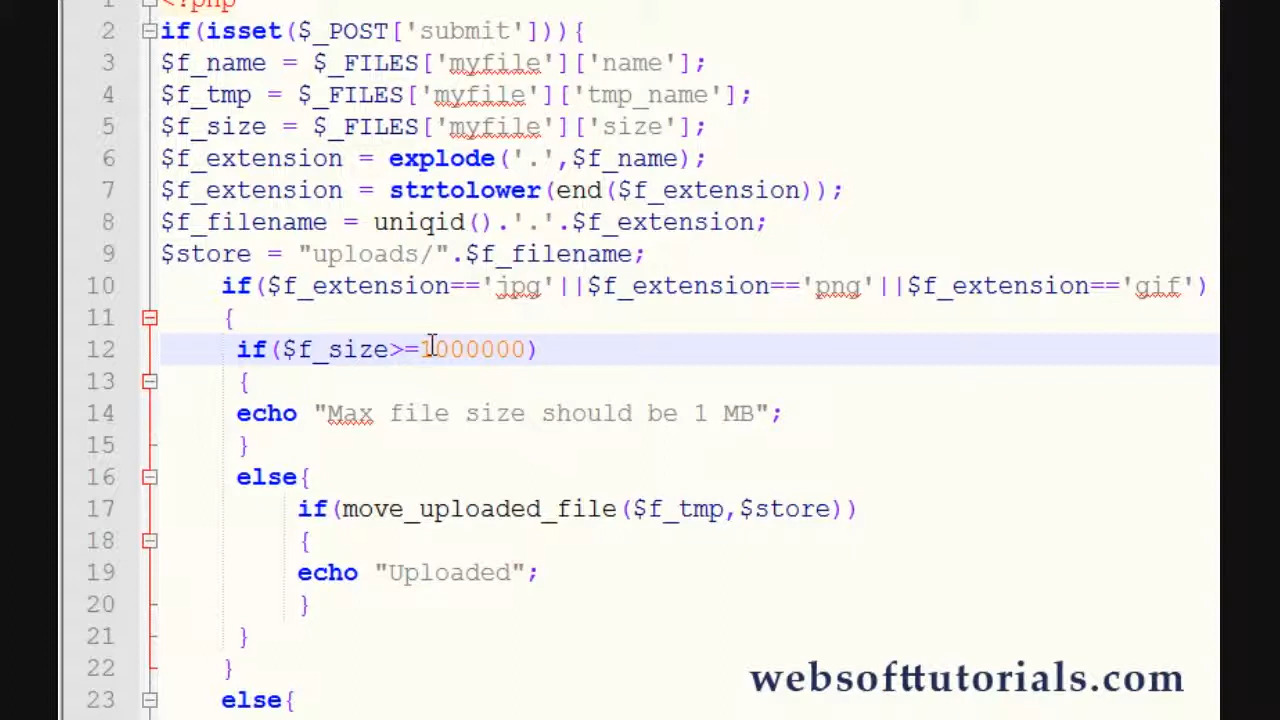 1 <?php
2 if(isset($_POST['submit'])){
3 $f_name = $_FILES['myfile']['name'];
4 $f_tmp = $_FILES['myfile']['tmp_name'];
5 $f_size = $_FILES['myfile']['size'];
6 $f_extension = explode('.',$f_name);
7 $f_extension = strtolower(end($f_extension));
8 $f_filename = uniqid().'.'.$f_extension;
9 $store = "uploads/".$f_filename;
10 if($f_extension=='jpg'||$f_extension=='png'||$f_extension=='gif')
11 {
12 if($f_size>=1000000)
13 {
14 echo "Max file size should be 1 MB";
15 }
16 else{
17 if(move_uploaded_file($f_tmp,$store))
18 {
19 echo "Uploaded";
20 }
21 }
22 }
23 else{
websofttutorials.com